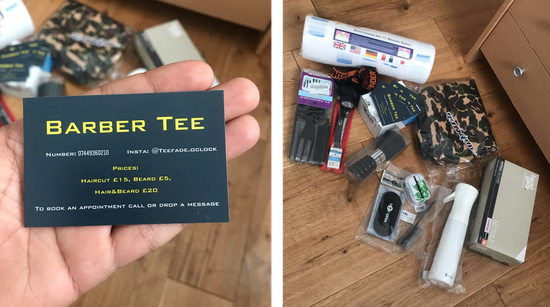 BARBER TEE
NUMBER: 07449360210 INSTA: @TEEFADE.OCLOCK
PRICES:
HAIRCUT £15, BEARD £5,
HAIR&BEARD £20
TO BOOK AN APPOINTMENT CALL OR DROP A MESSAGE